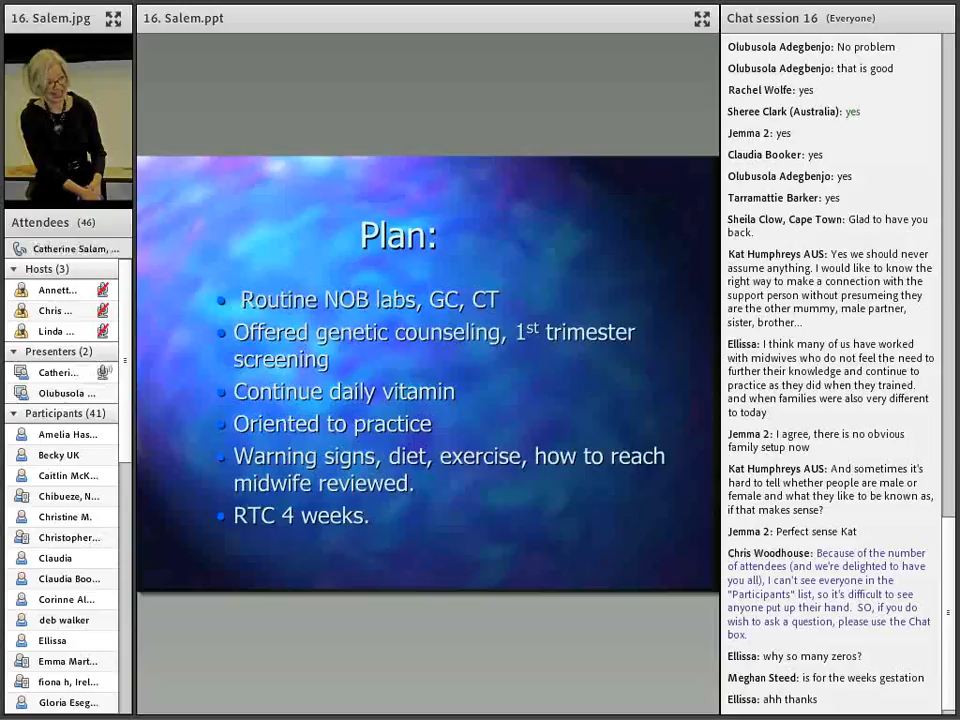 16. Salem.jpg
Attendees (46)
Catherine Salam, ...
Hosts (3)
Annett...
Chris ...
Linda ...
Presenters (2)
Catheri...
Olubusola ...
Participants (41)
Amelia Has...
Becky UK
Caitlin McK...
Chibueze, N...
Christine M.
Christopher...
Claudia
Claudia Boo...
Corinne Al...
deb walker
Ellissa
Emma Mart...
fiona h, Irel...
Gloria Eseg...
16. Salem.ppt
Plan:
• Routine NOB labs, GC, CT
• Offered genetic counseling, 1st trimester
screening
• Continue daily vitamin
• Oriented to practice
• Warning signs, diet, exercise, how to reach
midwife reviewed.
• RTC 4 weeks.
Chat session 16 (Everyone)
Olubusola Adegbenjo: No problem
Olubusola Adegbenjo: that is good
Rachel Wolfe: yes
Sheree Clark (Australia): yes
Jemma 2: yes
Claudia Booker: yes
Olubusola Adegbenjo: yes
Tarramattie Barker: yes
Sheila Clow, Cape Town: Glad to have you
back.
Kat Humphreys AUS: Yes we should never
assume anything. I would like to know the
right way to make a connection with the
support person without presumeing they
are the other mummy, male partner,
sister, brother...
Ellissa: I think many of us have worked
with midwives who do not feel the need to
further their knowledge and continue to
practice as they did when they trained.
and when families were also very different
to today
Jemma 2: I agree, there is no obvious
family setup now
Kat Humphreys AUS: And sometimes it's
hard to tell whether people are male or
female and what they like to be known as,
if that makes sense?
Jemma 2: Perfect sense Kat
Chris Woodhouse: Because of the number
of attendees (and we're delighted to have
you all), I can't see everyone in the
"Participants" list, so it's difficult to see
anyone put up their hand. SO, if you do
wish to ask a question, please use the Chat
box.
Ellissa: why so many zeros?
Meghan Steed: is for the weeks gestation
Ellissa: ahh thanks